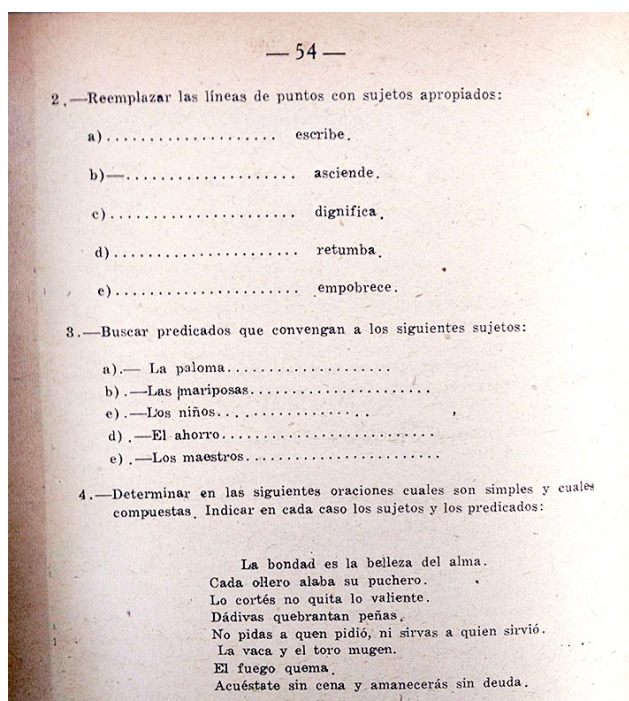 — 54 —
2.—Reemplazar las líneas de puntos con sujetos apropiados:
a).................... escribe.
b)—.................... asciende.
c)...................... dignifica.
d)...................... retumba.
e)...................... empobrece.
3.—Buscar predicados que convengan a los siguientes sujetos:
a).— La paloma...................
b).—Las mariposas.....................
e).—Los niños..................
d).—El ahorro.........................
e).—Los maestros.......................
4.—Determinar en las siguientes oraciones cuales son simples y cuales
compuestas. Indicar en cada caso los sujetos y los predicados:
La bondad es la belleza del alma.
Cada ollero alaba su puchero.
Lo cortés no quita lo valiente.
Dádivas quebrantan peñas.
No pidas a quen pidió, ni sirvas a quien sirvió.
La vaca y el toro mugen.
El fuego quema.
Acuéstate sin cena y amanecerás sin deuda.